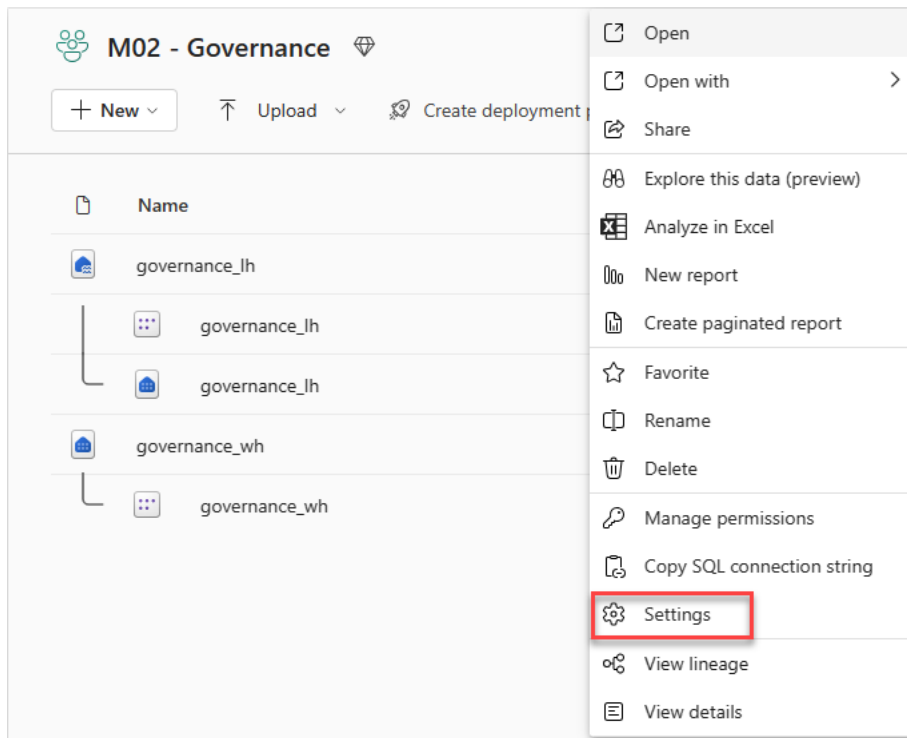 M02 - Governance
New
Upload
Create deployment
Name
governance_lh
governance_lh
governance_lh
governance_wh
governance_wh
Open
Open with
Share
Explore this data (preview)
Analyze in Excel
New report
Create paginated report
Favorite
Rename
Delete
Manage permissions
Copy SQL connection string
Settings
View lineage
View details